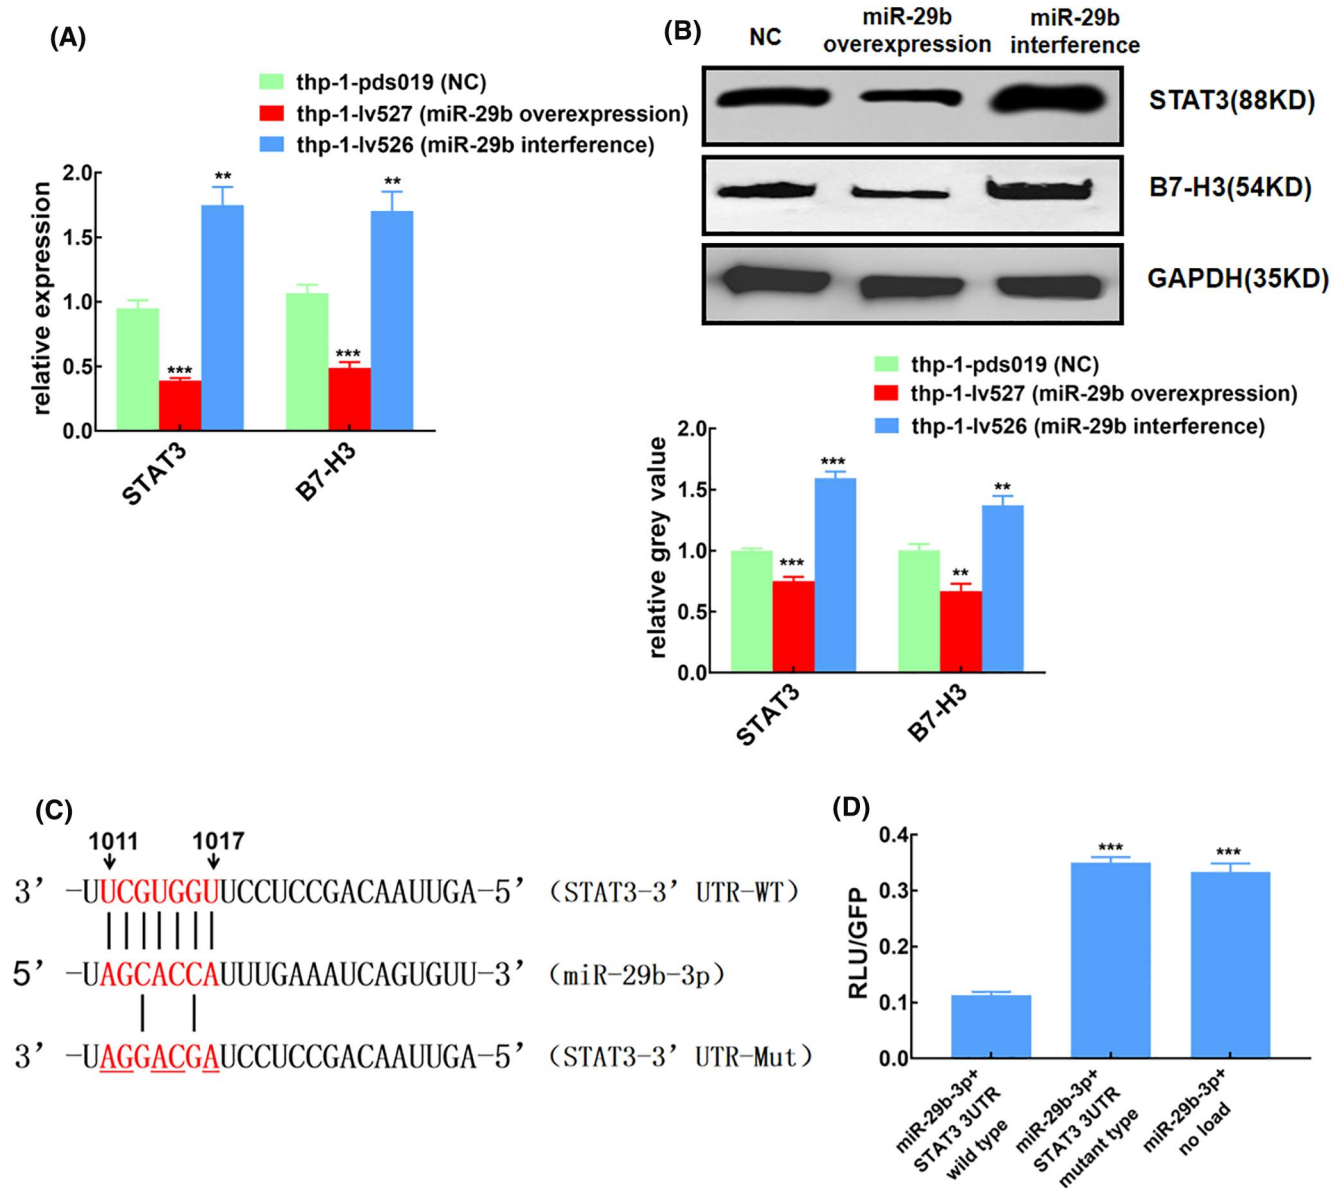 (A)
thp-1-pds019 (NC)
thp-1-lv527 (miR-29b overexpression)
thp-1-lv526 (miR-29b interference)
relative expression
2.0
1.5
1.0
0.5
0.0
***
**
***
**
STAT3
B7-H3
(B)
NC
miR-29b
overexpression
miR-29b
interference
STAT3(88KD)
B7-H3(54KD)
GAPDH(35KD)
thp-1-pds019 (NC)
thp-1-lv527 (miR-29b overexpression)
thp-1-lv526 (miR-29b interference)
relative grey value
2.0
1.5
1.0
0.5
0.0
***
***
**
**
STAT3
B7-H3
(C)
1011 1017
3' -UUCGUGGUUCCUCCGACAAUUGA-5' (STAT3-3' UTR-WT)
5' -UAGCACCAUUUGAAAUCAGUGUU-3' (miR-29b-3p)
3' -UAGGACGAUCCUCCGACAAUUGA-5' (STAT3-3' UTR-Mut)
(D)
RLU/GFP
0.4
0.3
0.2
0.1
0.0
***
***
miR-29b-3p+
STAT3 3UTR
wild type
miR-29b-3p+
STAT3 3UTR
mutant type
miR-29b-3p+
no load